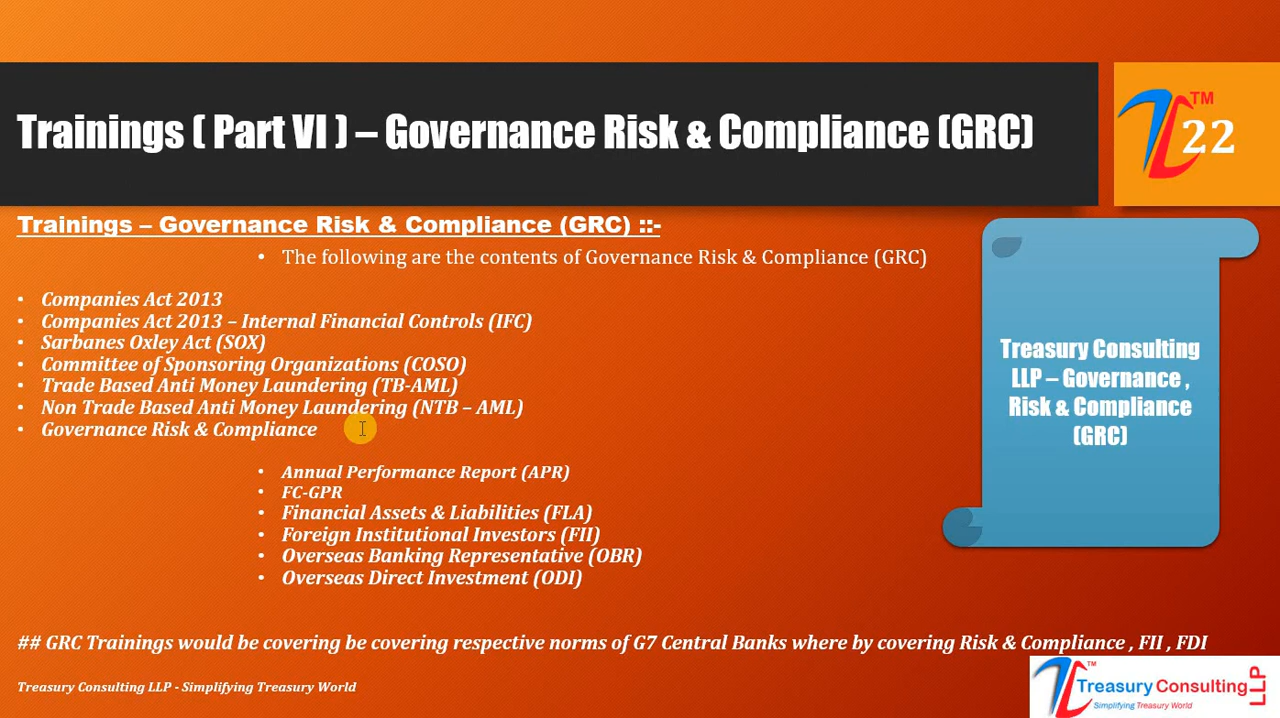 Trainings ( Part VI ) – Governance Risk & Compliance (GRC)
TM
22
Trainings – Governance Risk & Compliance (GRC) ::-
• The following are the contents of Governance Risk & Compliance (GRC)
• Companies Act 2013
• Companies Act 2013 – Internal Financial Controls (IFC)
• Sarbanes Oxley Act (SOX)
• Committee of Sponsoring Organizations (COSO)
• Trade Based Anti Money Laundering (TB-AML)
• Non Trade Based Anti Money Laundering (NTB – AML)
• Governance Risk & Compliance
• Annual Performance Report (APR)
• FC-GPR
• Financial Assets & Liabilities (FLA)
• Foreign Institutional Investors (FII)
• Overseas Banking Representative (OBR)
• Overseas Direct Investment (ODI)
Treasury Consulting
LLP – Governance ,
Risk & Compliance
(GRC)
## GRC Trainings would be covering be covering respective norms of G7 Central Banks where by covering Risk & Compliance , FII , FDI
Treasury Consulting LLP - Simplifying Treasury World
TM
Treasury Consulting LLP
Simplifying Treasury World